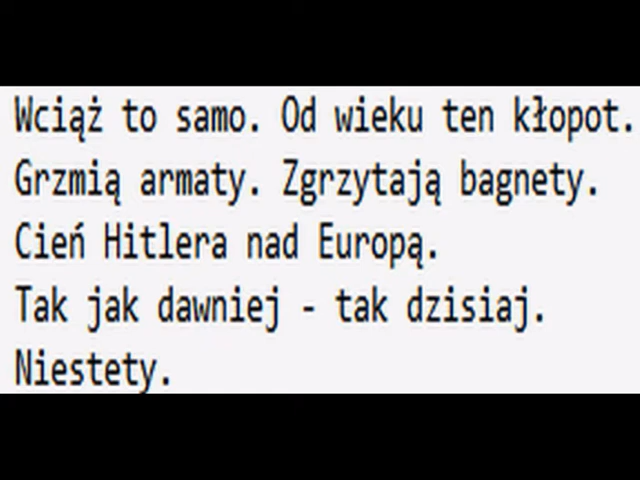 Wciąż to samo. Od wieku ten kłopot.
Grzmią armaty. Zgrzytają bagnety.
Cień Hitlera nad Europą.
Tak jak dawniej - tak dzisiaj.
Niestety.